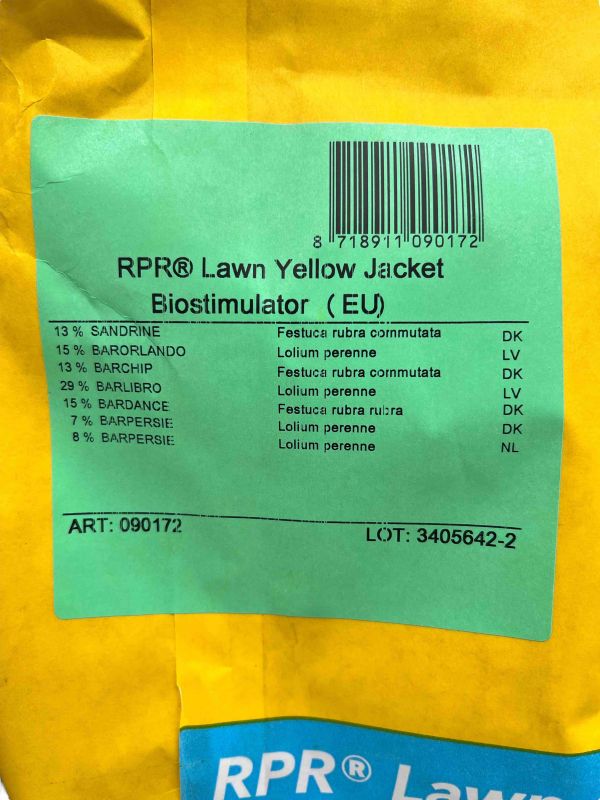 8 718911 090172
RPR® Lawn Yellow Jacket
Biostimulator (EU)
13 % SANDRINE Festuca rubra commutata DK
15 % BARORLANDO Lolium perenne LV
13 % BARCHIP Festuca rubra commutata DK
29 % BARLIBRO Lolium perenne LV
15 % BARDANCE Festuca rubra rubra DK
7 % BARPERSIE Lolium perenne DK
8 % BARPERSIE Lolium perenne NL
ART: 090172 LOT: 3405642-2
RPR® Lawn